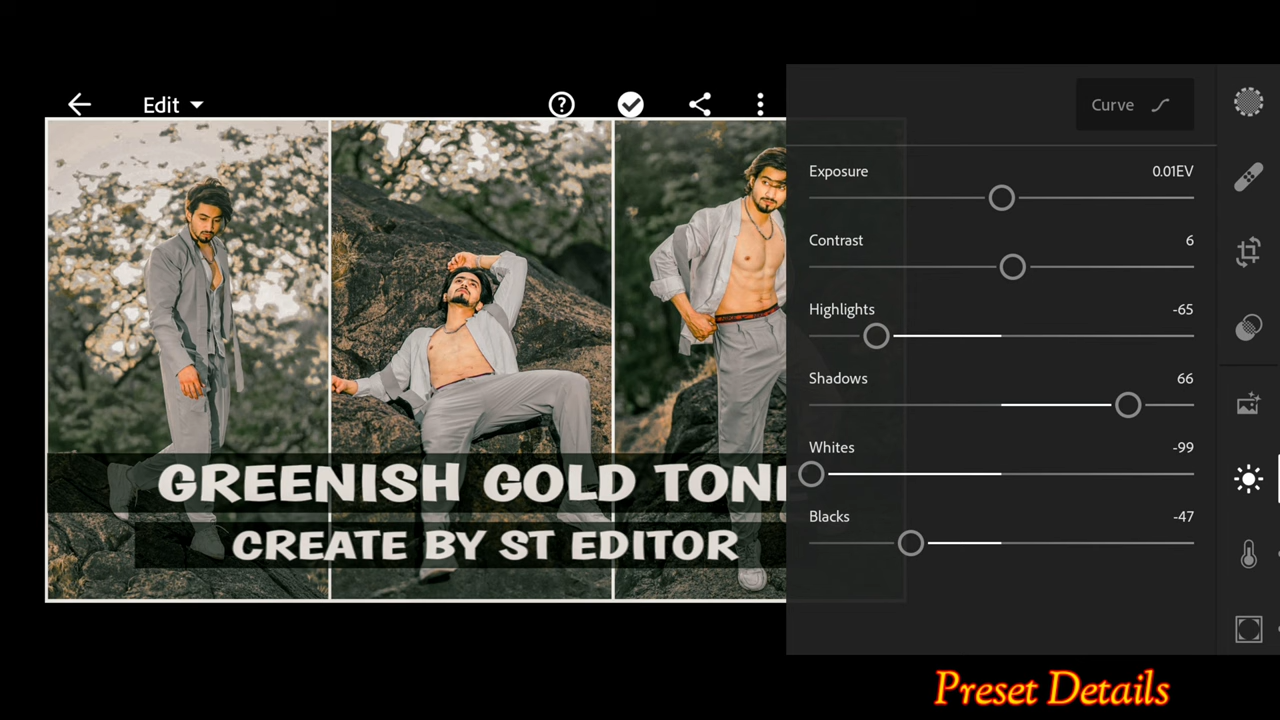 Edit
Curve
Exposure 0.01EV
Contrast 6
Highlights -65
Shadows 66
Whites -99
Blacks -47
GREENISH GOLD TON
CREATE BY ST EDITOR
Preset Details